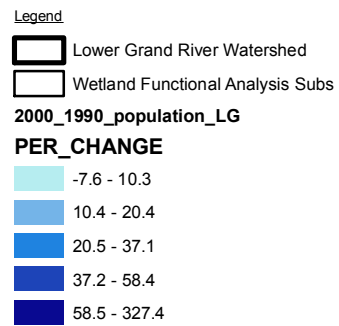 Legend
Lower Grand River Watershed
Wetland Functional Analysis Subs
2000_1990_population_LG
PER_CHANGE
-7.6 - 10.3
10.4 - 20.4
20.5 - 37.1
37.2 - 58.4
58.5 - 327.4